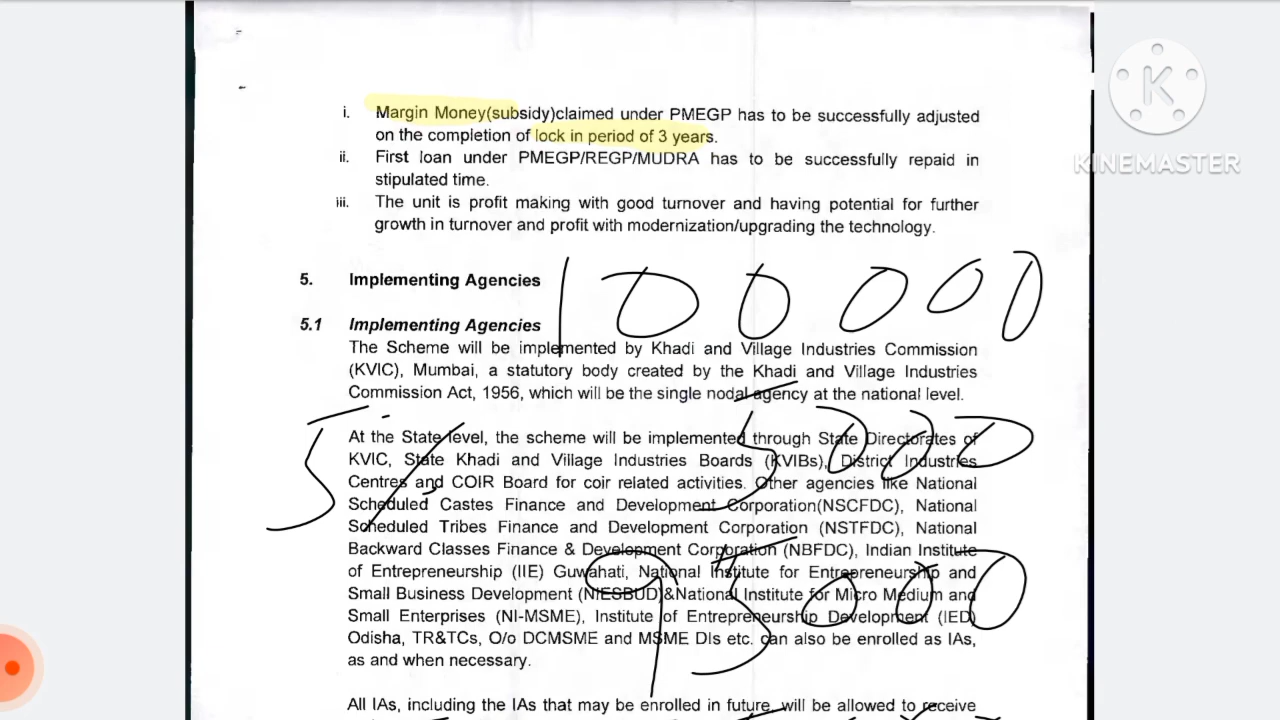 i. Margin Money(subsidy)claimed under PMEGP has to be successfully adjusted
on the completion of lock in period of 3 years.
ii. First loan under PMEGP/REGP/MUDRA has to be successfully repaid in
stipulated time.
iii. The unit is profit making with good turnover and having potential for further
growth in turnover and profit with modernization/upgrading the technology.
K
KINEMASTER
5. Implementing Agencies
100000
5.1 Implementing Agencies
The Scheme will be implemented by Khadi and Village Industries Commission
(KVIC), Mumbai, a statutory body created by the Khadi and Village Industries
Commission Act, 1956, which will be the single nodal agency at the national level.
5%
5000
At the State level, the scheme will be implemented through State Directorates of
KVIC, State Khadi and Village Industries Boards (KVIBs), District Industries
Centres and COIR Board for coir related activities. Other agencies like National
Scheduled Castes Finance and Development Corporation(NSCFDC), National
Scheduled Tribes Finance and Development Corporation (NSTFDC), National
Backward Classes Finance & Development Corporation (NBFDC), Indian Institute
of Entrepreneurship (IIE) Guwahati, National Institute for Entrepreneurship and
Small Business Development (NIESBUD)&National Institute for Micro Medium and
Small Enterprises (NI-MSME), Institute of Entrepreneurship Development (IED)
Odisha, TR&TCs, O/o DCMSME and MSME DIs etc. can also be enrolled as IAs,
as and when necessary.
95000
All IAs, including the IAs that may be enrolled in future, will be allowed to receive